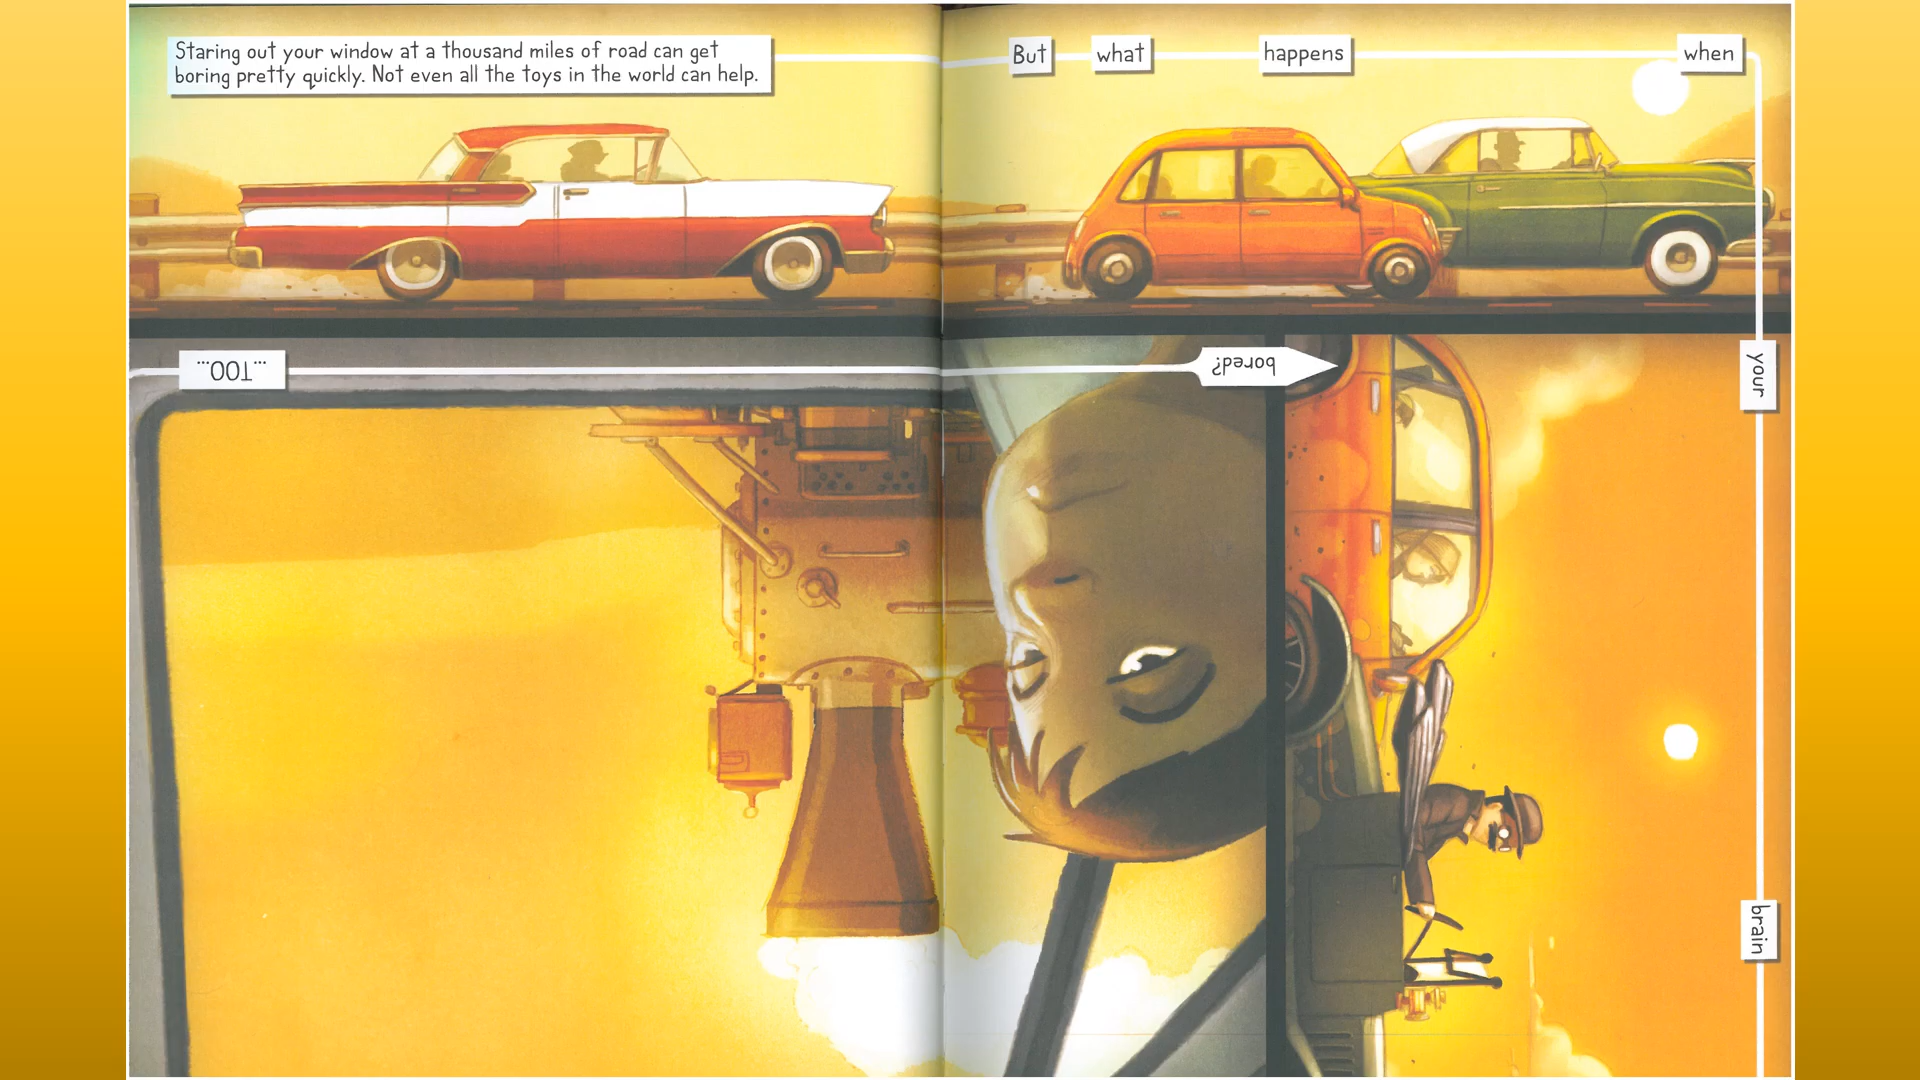 Staring out your window at a thousand miles of road can get
boring pretty quickly. Not even all the toys in the world can help.
But
what
happens
when
your
brain
...TOO...
bored?